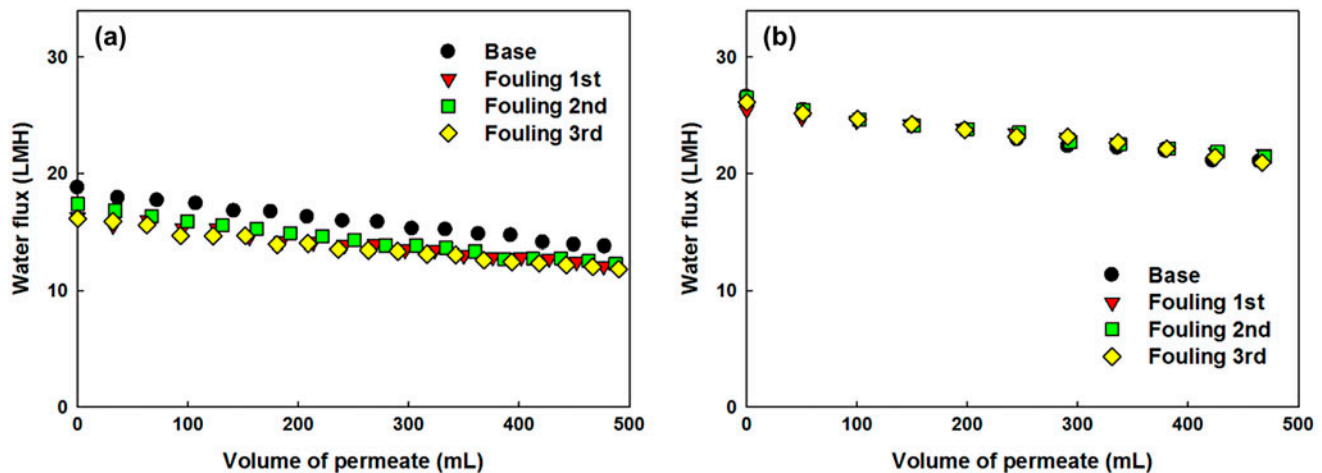 (a)
Base
Fouling 1st
Fouling 2nd
Fouling 3rd
30
20
10
0
Water flux (LMH)
0 100 200 300 400 500
Volume of permeate (mL)
(b)
30
20
10
0
Water flux (LMH)
Base
Fouling 1st
Fouling 2nd
Fouling 3rd
0 100 200 300 400 500
Volume of permeate (mL)